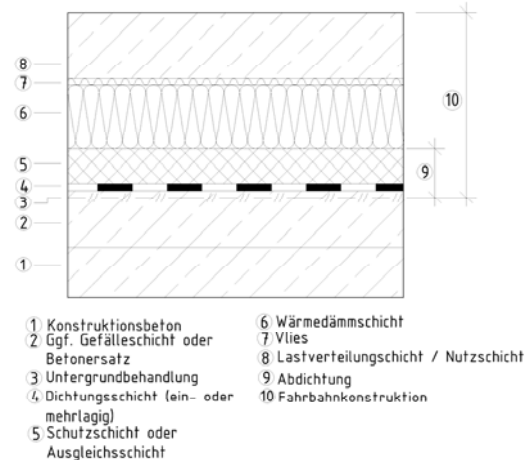 8
7
6
5
4
3
2
1
10
9
1 Konstruktionsbeton
2 Ggf. Gefälleschicht oder
Betonersatz
3 Untergrundbehandlung
4 Dichtungsschicht (ein- oder
mehrlagig)
5 Schutzschicht oder
Ausgleichsschicht
6 Wärmedämmschicht
7 Vlies
8 Lastverteilungschicht / Nutzschicht
9 Abdichtung
10 Fahrbahnkonstruktion